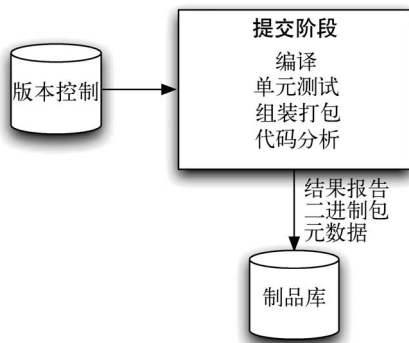 提交阶段
编译
单元测试
组装打包
代码分析
版本控制
结果报告
二进制包
元数据
制品库